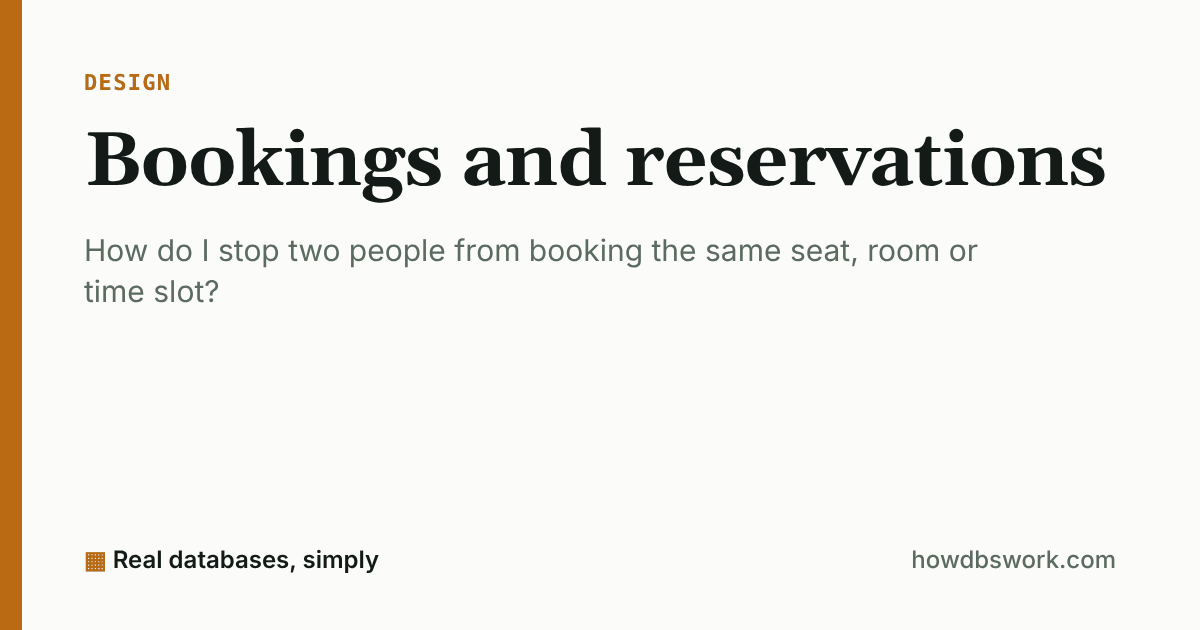 DESIGN
Bookings and reservations
How do I stop two people from booking the same seat, room or
time slot?
Real databases, simply
howdbswork.com